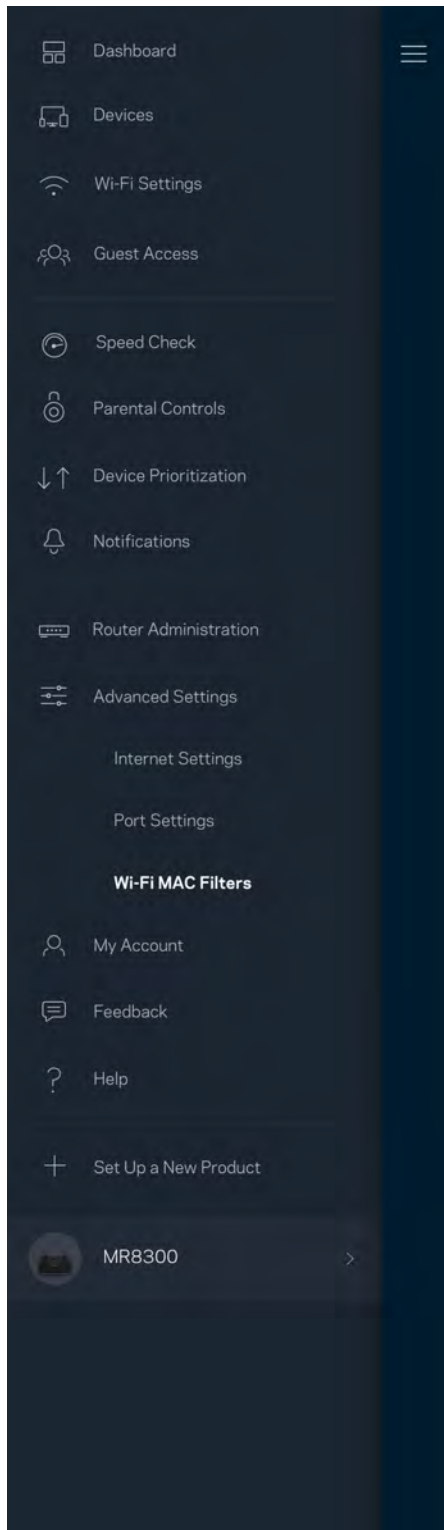 Dashboard
Devices
Wi-Fi Settings
Guest Access
Speed Check
Parental Controls
Device Prioritization
Notifications
Router Administration
Advanced Settings
Internet Settings
Port Settings
Wi-Fi MAC Filters
My Account
Feedback
Help
Set Up a New Product
MR8300